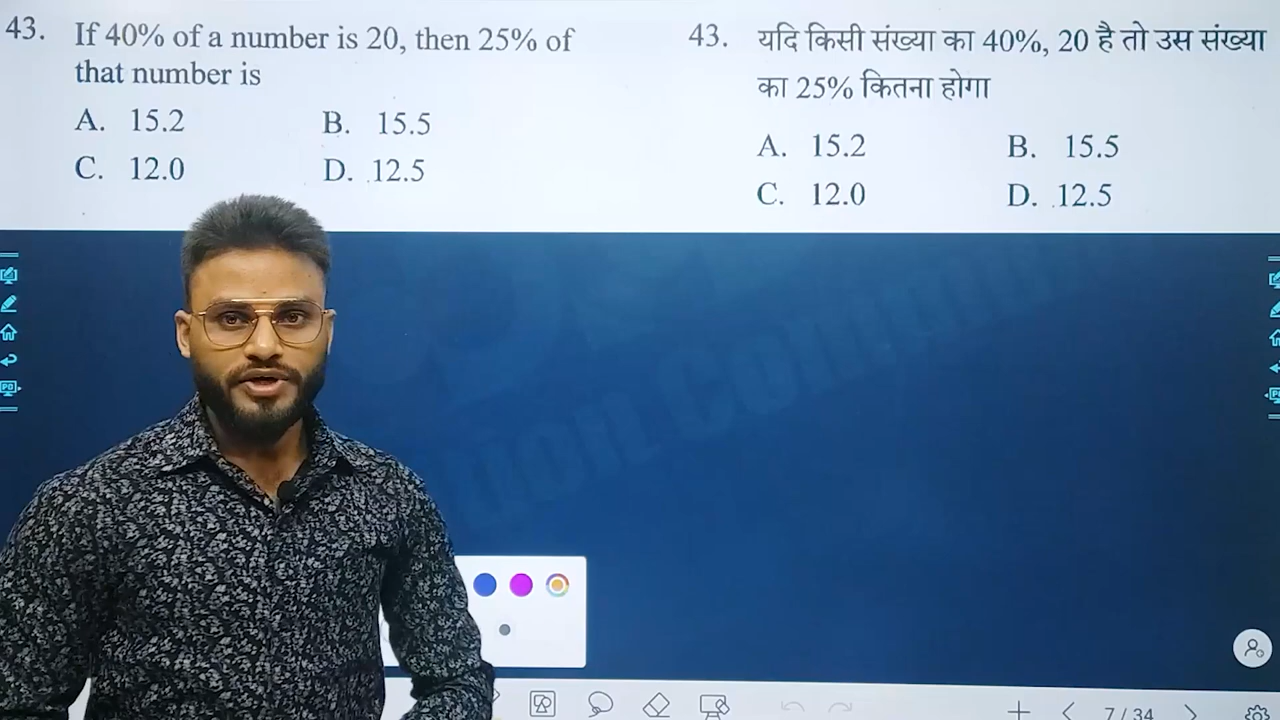 43. If 40% of a number is 20, then 25% of
that number is
A. 15.2 B. 15.5
C. 12.0 D. 12.5
43. यदि किसी संख्या का 40%, 20 है तो उस संख्या
का 25% कितना होगा
A. 15.2 B. 15.5
C. 12.0 D. 12.5
7 / 34